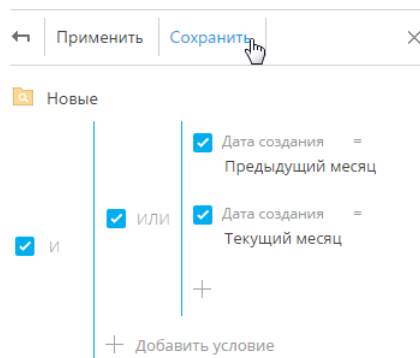 Применить Сохранить
Новые
Дата создания =
Предыдущий месяц
ИЛИ
Дата создания =
Текущий месяц
И
Добавить условие